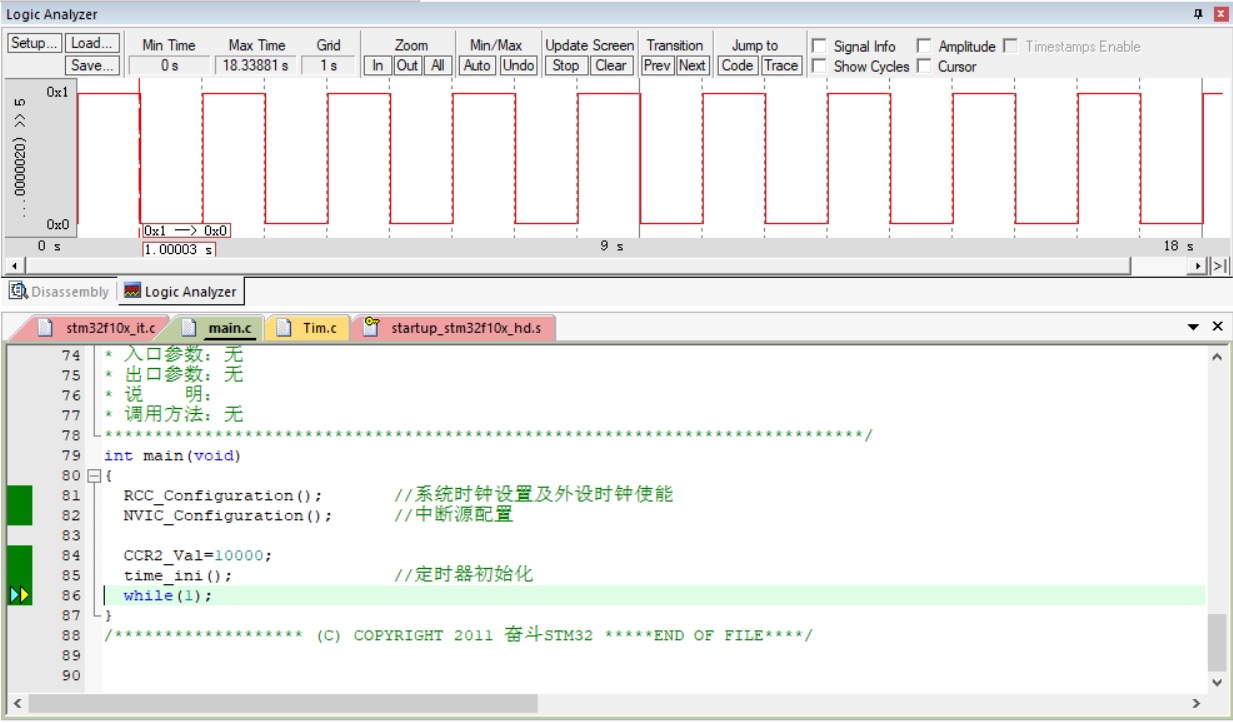 Logic Analyzer
Setup... Load... Min Time Max Time Grid Zoom Min/Max Update Screen Transition Jump to Signal Info Amplitude Timestamps Enable
Save... 0 s 18.33881 s 1 s In Out All Auto Undo Stop Clear Prev Next Code Trace Show Cycles Cursor
0x1
...0000020) >> 5
0x0
0x1 —> 0x0
0 s 1.00003 s 9 s 18 s
Disassembly Logic Analyzer
stm32f10x_it.c main.c Tim.c startup_stm32f10x_hd.s
74 * 入口参数: 无
75 * 出口参数: 无
76 * 说 明:
77 * 调用方法: 无
78 ****************************************************************************/
79 int main(void)
80 {
81 RCC_Configuration(); //系统时钟设置及外设时钟使能
82 NVIC_Configuration(); //中断源配置
83
84 CCR2_Val=10000;
85 time_ini(); //定时器初始化
86 while(1);
87 }
88 /******************* (C) COPYRIGHT 2011 奋斗STM32 *****END OF FILE****/
89
90